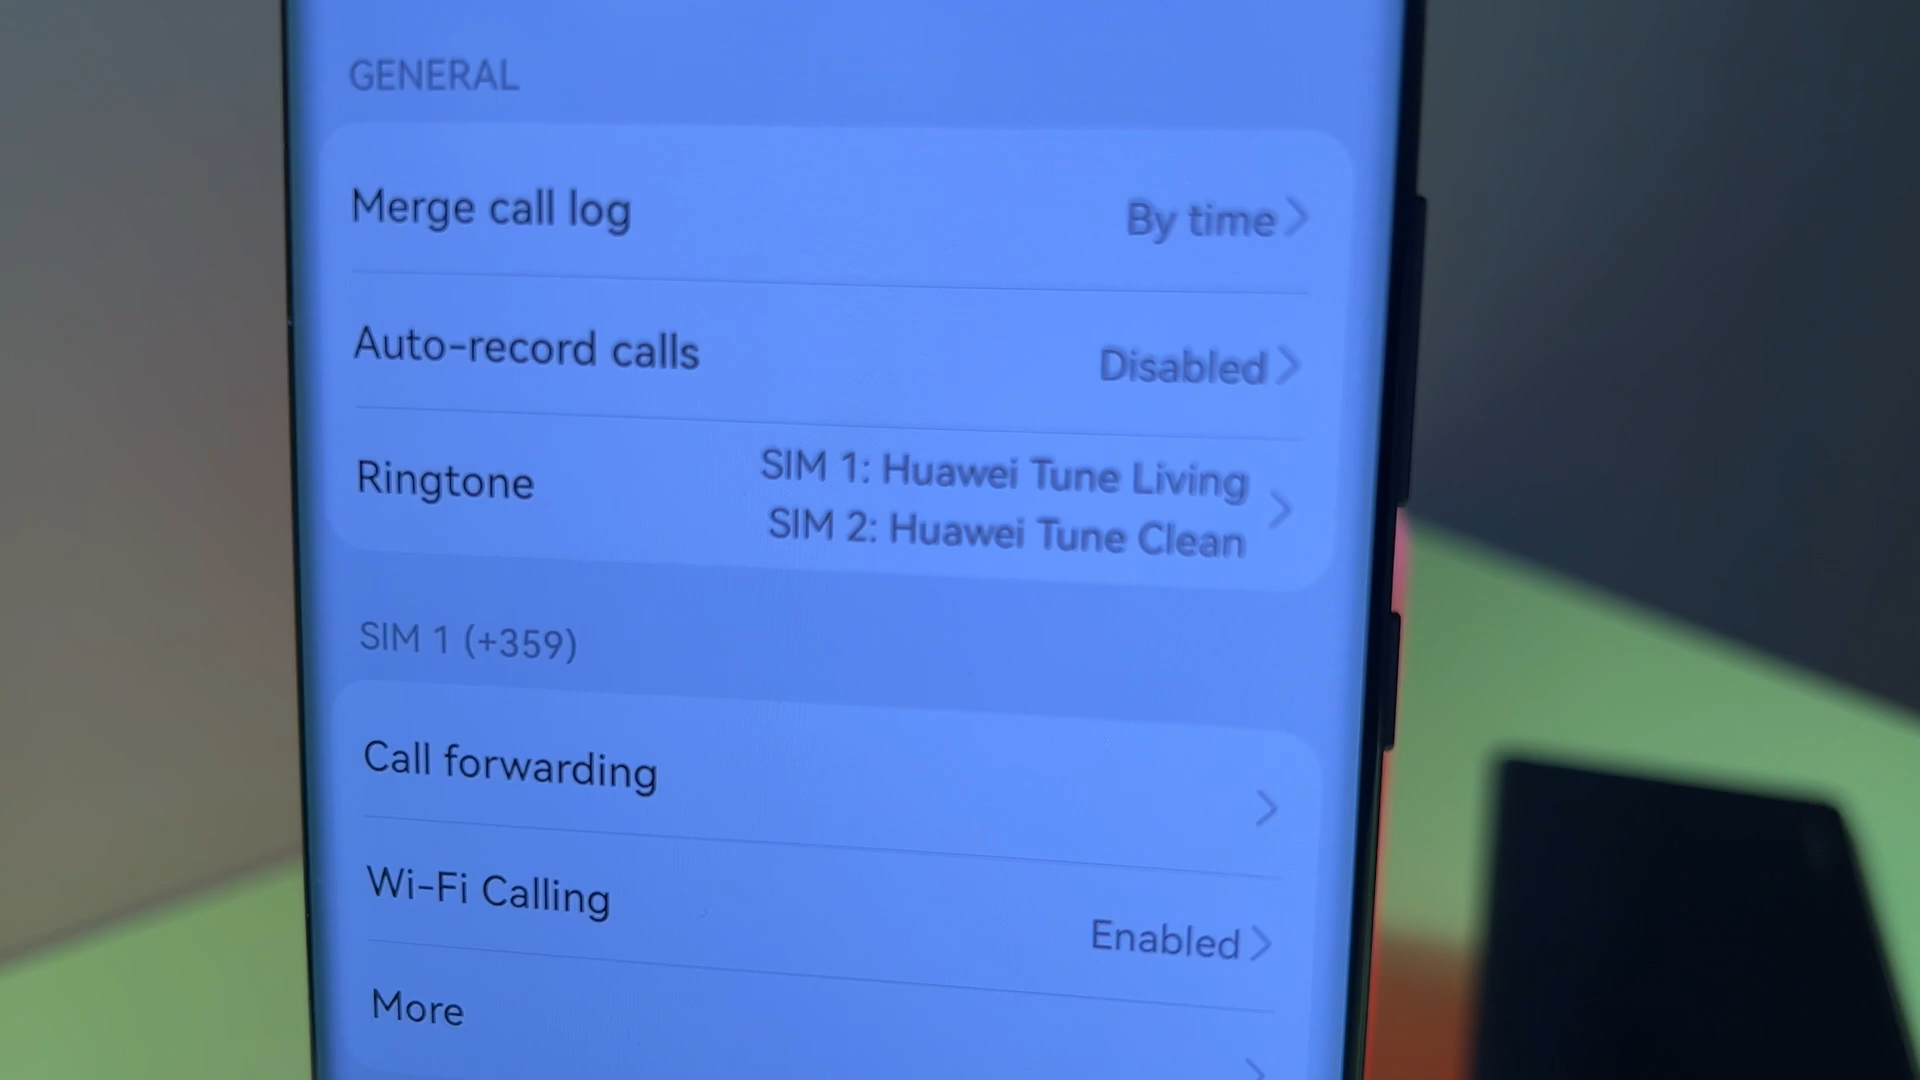 GENERAL
Merge call log
By time
Auto-record calls
Disabled
Ringtone
SIM 1: Huawei Tune Living
SIM 2: Huawei Tune Clean
SIM 1 (+359)
Call forwarding
Wi-Fi Calling
Enabled
More